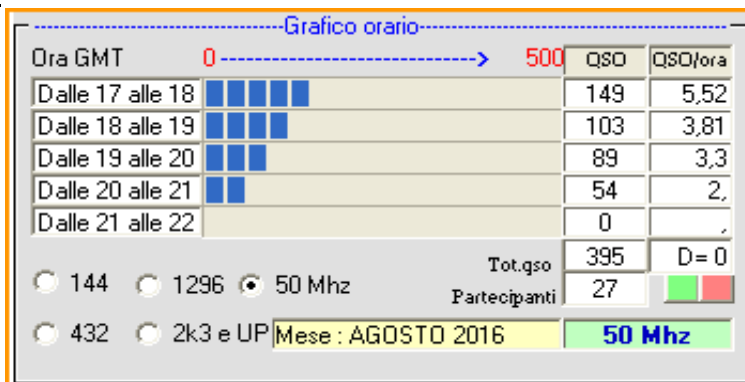 Grafico orario
Ora GMT 0 -----------------------------> 500 QSO QSO/ora
Dalle 17 alle 18 149 5,52
Dalle 18 alle 19 103 3,81
Dalle 19 alle 20 89 3,3
Dalle 20 alle 21 54 2,
Dalle 21 alle 22 0 ,
Tot.qso 395 D= 0
144 1296 50 Mhz Partecipanti 27
432 2k3 e UP Mese : AGOSTO 2016 50 Mhz